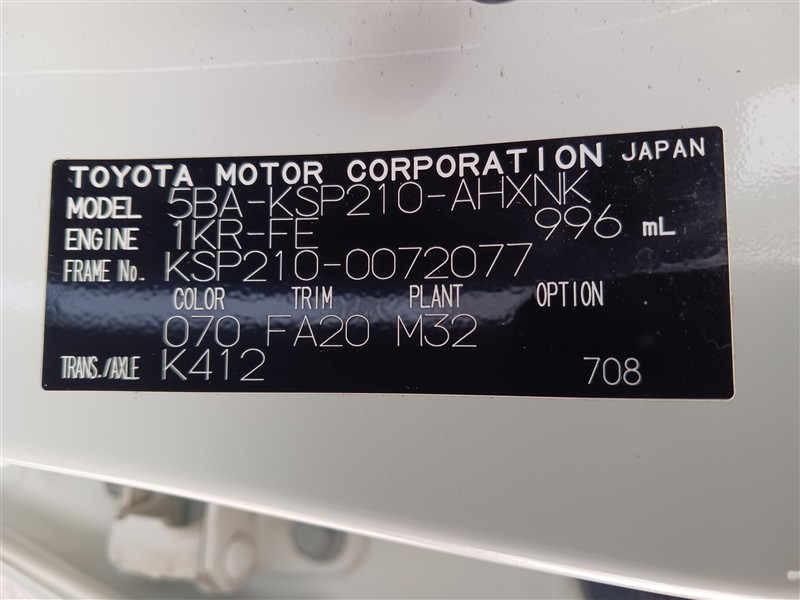 TOYOTA MOTOR CORPORATION JAPAN
MODEL 5BA-KSP210-AHXNK
ENGINE 1KR-FE 996 mL
FRAME No. KSP210-0072077
COLOR TRIM PLANT OPTION
070 FA20 M32
TRANS./AXLE K412 708